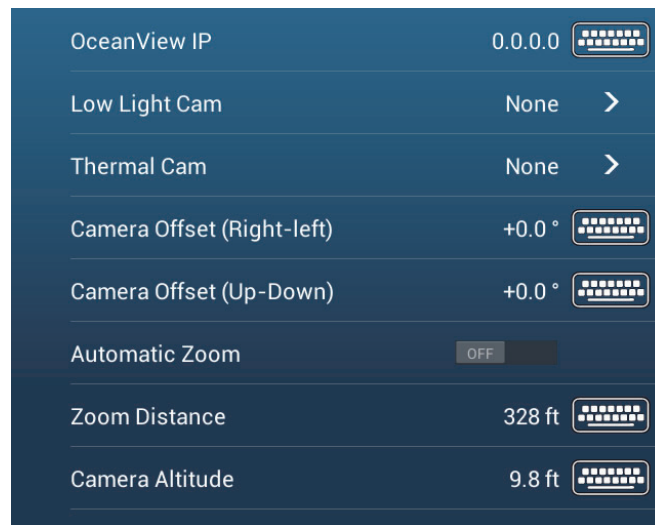 OceanView IP 0.0.0.0
Low Light Cam None
Thermal Cam None
Camera Offset (Right-left) +0.0 °
Camera Offset (Up-Down) +0.0 °
Automatic Zoom OFF
Zoom Distance 328 ft
Camera Altitude 9.8 ft